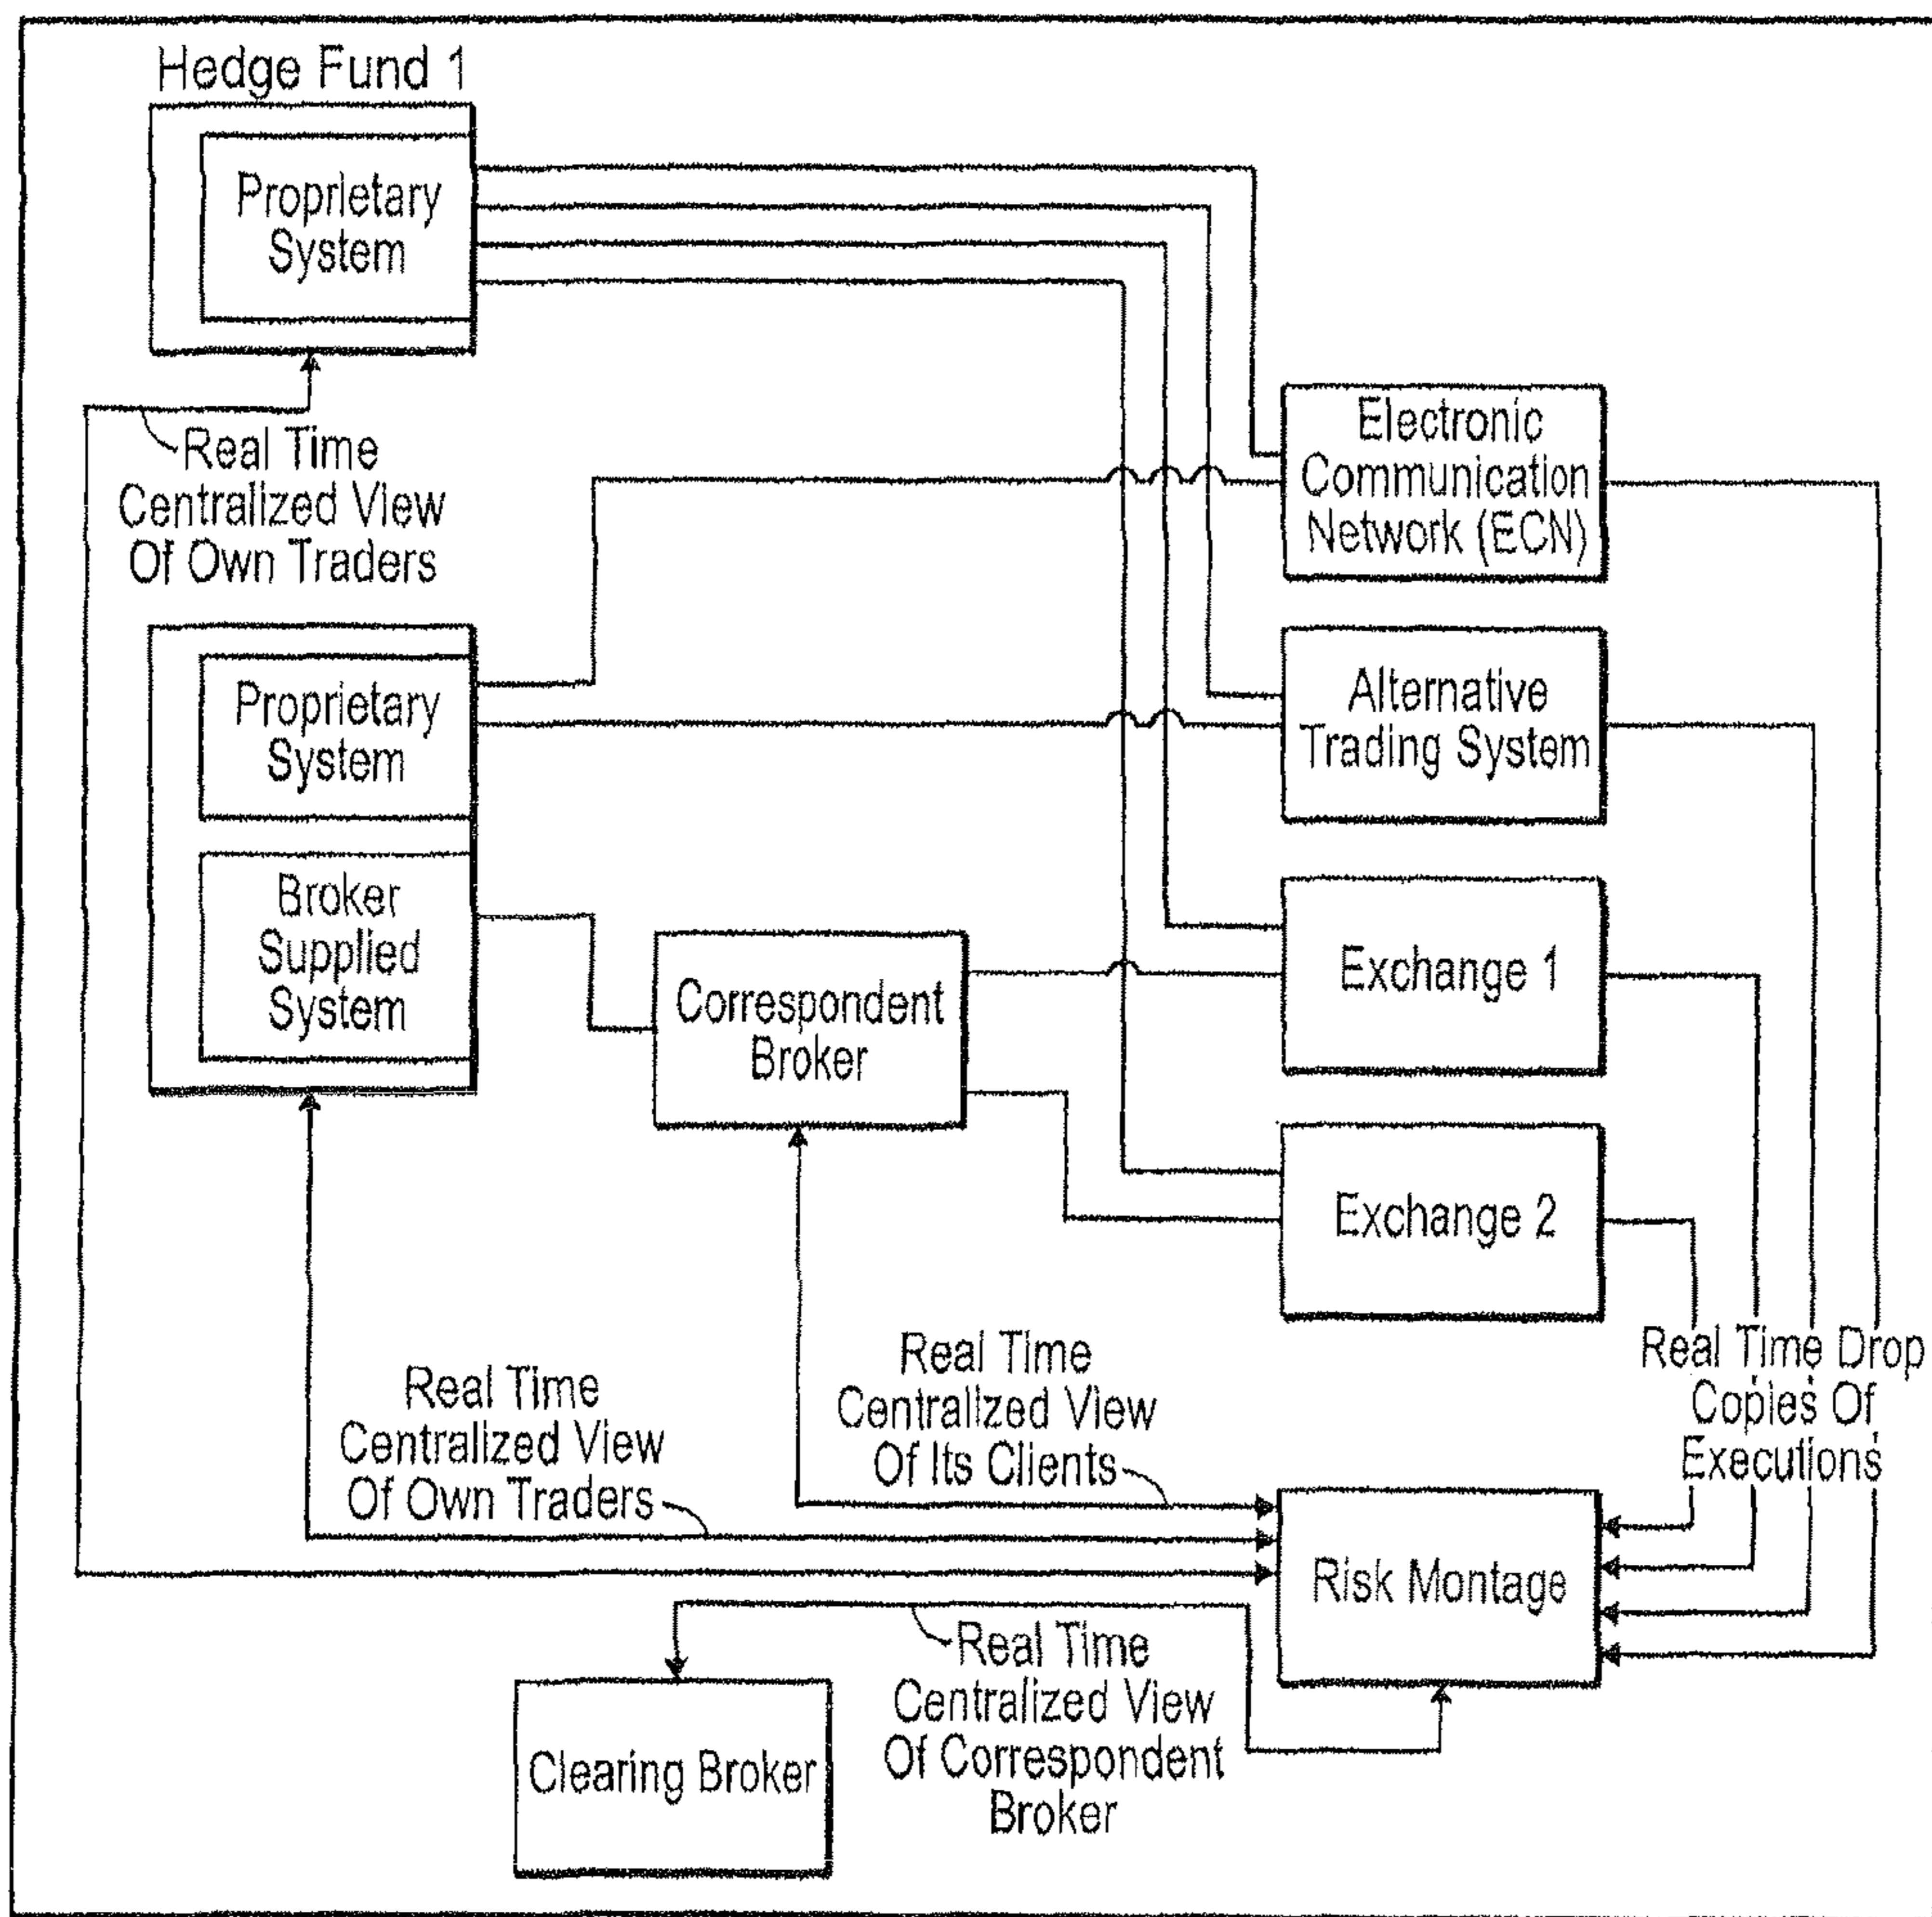 Hedge Fund 1
Proprietary
System
Real Time
Centralized View
Of Own Traders
Electronic
Communication
Network (ECN)
Proprietary
System
Alternative
Trading System
Broker
Supplied
System
Correspondent
Broker
Exchange 1
Exchange 2
Real Time Drop
Copies Of
Executions
Real Time
Centralized View
Of Its Clients
Real Time
Centralized View
Of Own Traders
Risk Montage
Real Time
Centralized View
Of Correspondent
Broker
Clearing Broker